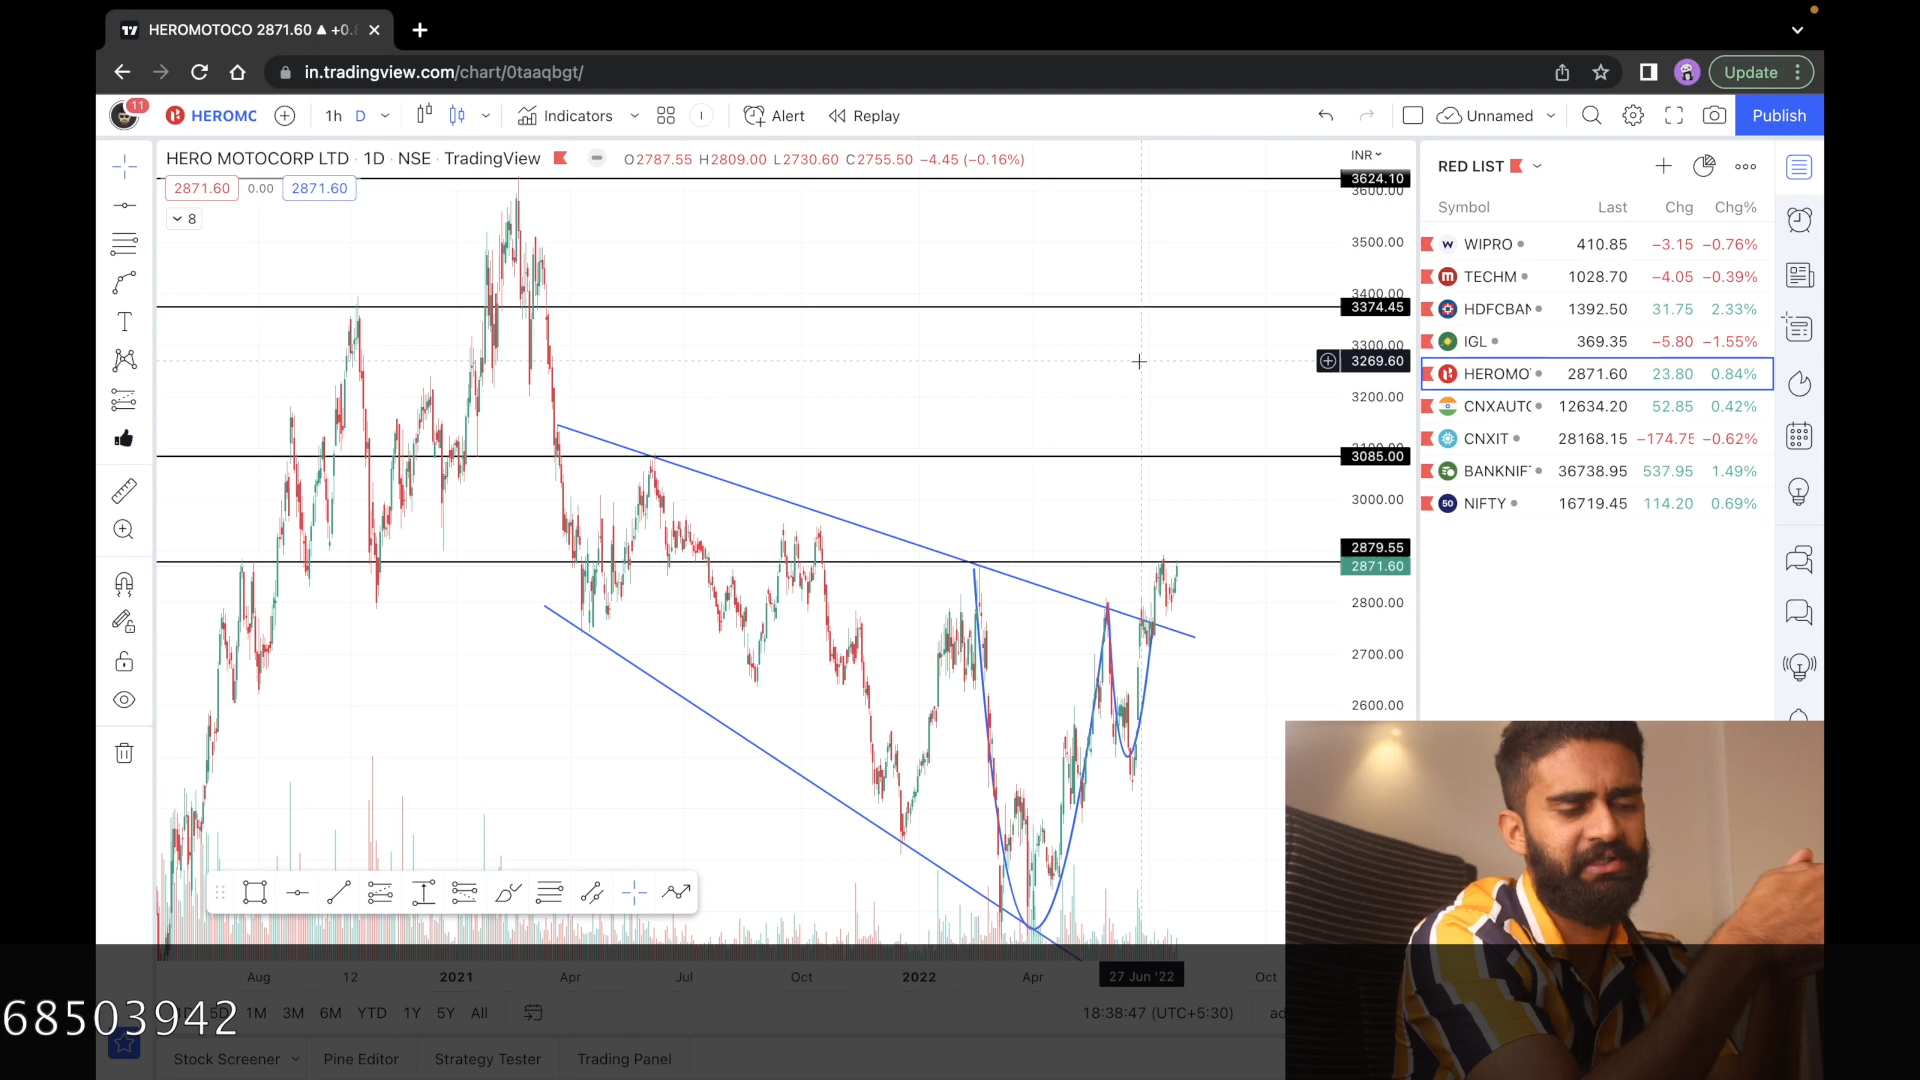 HEROMOTOCO 2871.60 ▲ +0.8
in.tradingview.com/chart/0taaqbgt/
Update
11
HEROMC
1h D
Indicators
Alert
Replay
Unnamed
Publish
HERO MOTOCORP LTD · 1D · NSE · TradingView
O2787.55 H2809.00 L2730.60 C2755.50 −4.45 (−0.16%)
INR
2871.60 0.00 2871.60
8
3624.10
3600.00
3500.00
3400.00
3374.45
3300.00
3269.60
3200.00
3100.00
3085.00
3000.00
2879.55
2871.60
2800.00
2700.00
2600.00
RED LIST
Symbol Last Chg Chg%
WIPRO 410.85 −3.15 −0.76%
TECHM 1028.70 −4.05 −0.39%
HDFCBAN 1392.50 31.75 2.33%
IGL 369.35 −5.80 −1.55%
HEROMO 2871.60 23.80 0.84%
CNXAUTO 12634.20 52.85 0.42%
CNXIT 28168.15 −174.75 −0.62%
BANKNIF 36738.95 537.95 1.49%
50 NIFTY 16719.45 114.20 0.69%
Aug 12 2021 Apr Jul Oct 2022 Apr 27 Jun '22 Oct
5D 1M 3M 6M YTD 1Y 5Y All
18:38:47 (UTC+5:30)
68503942
Stock Screener Pine Editor Strategy Tester Trading Panel